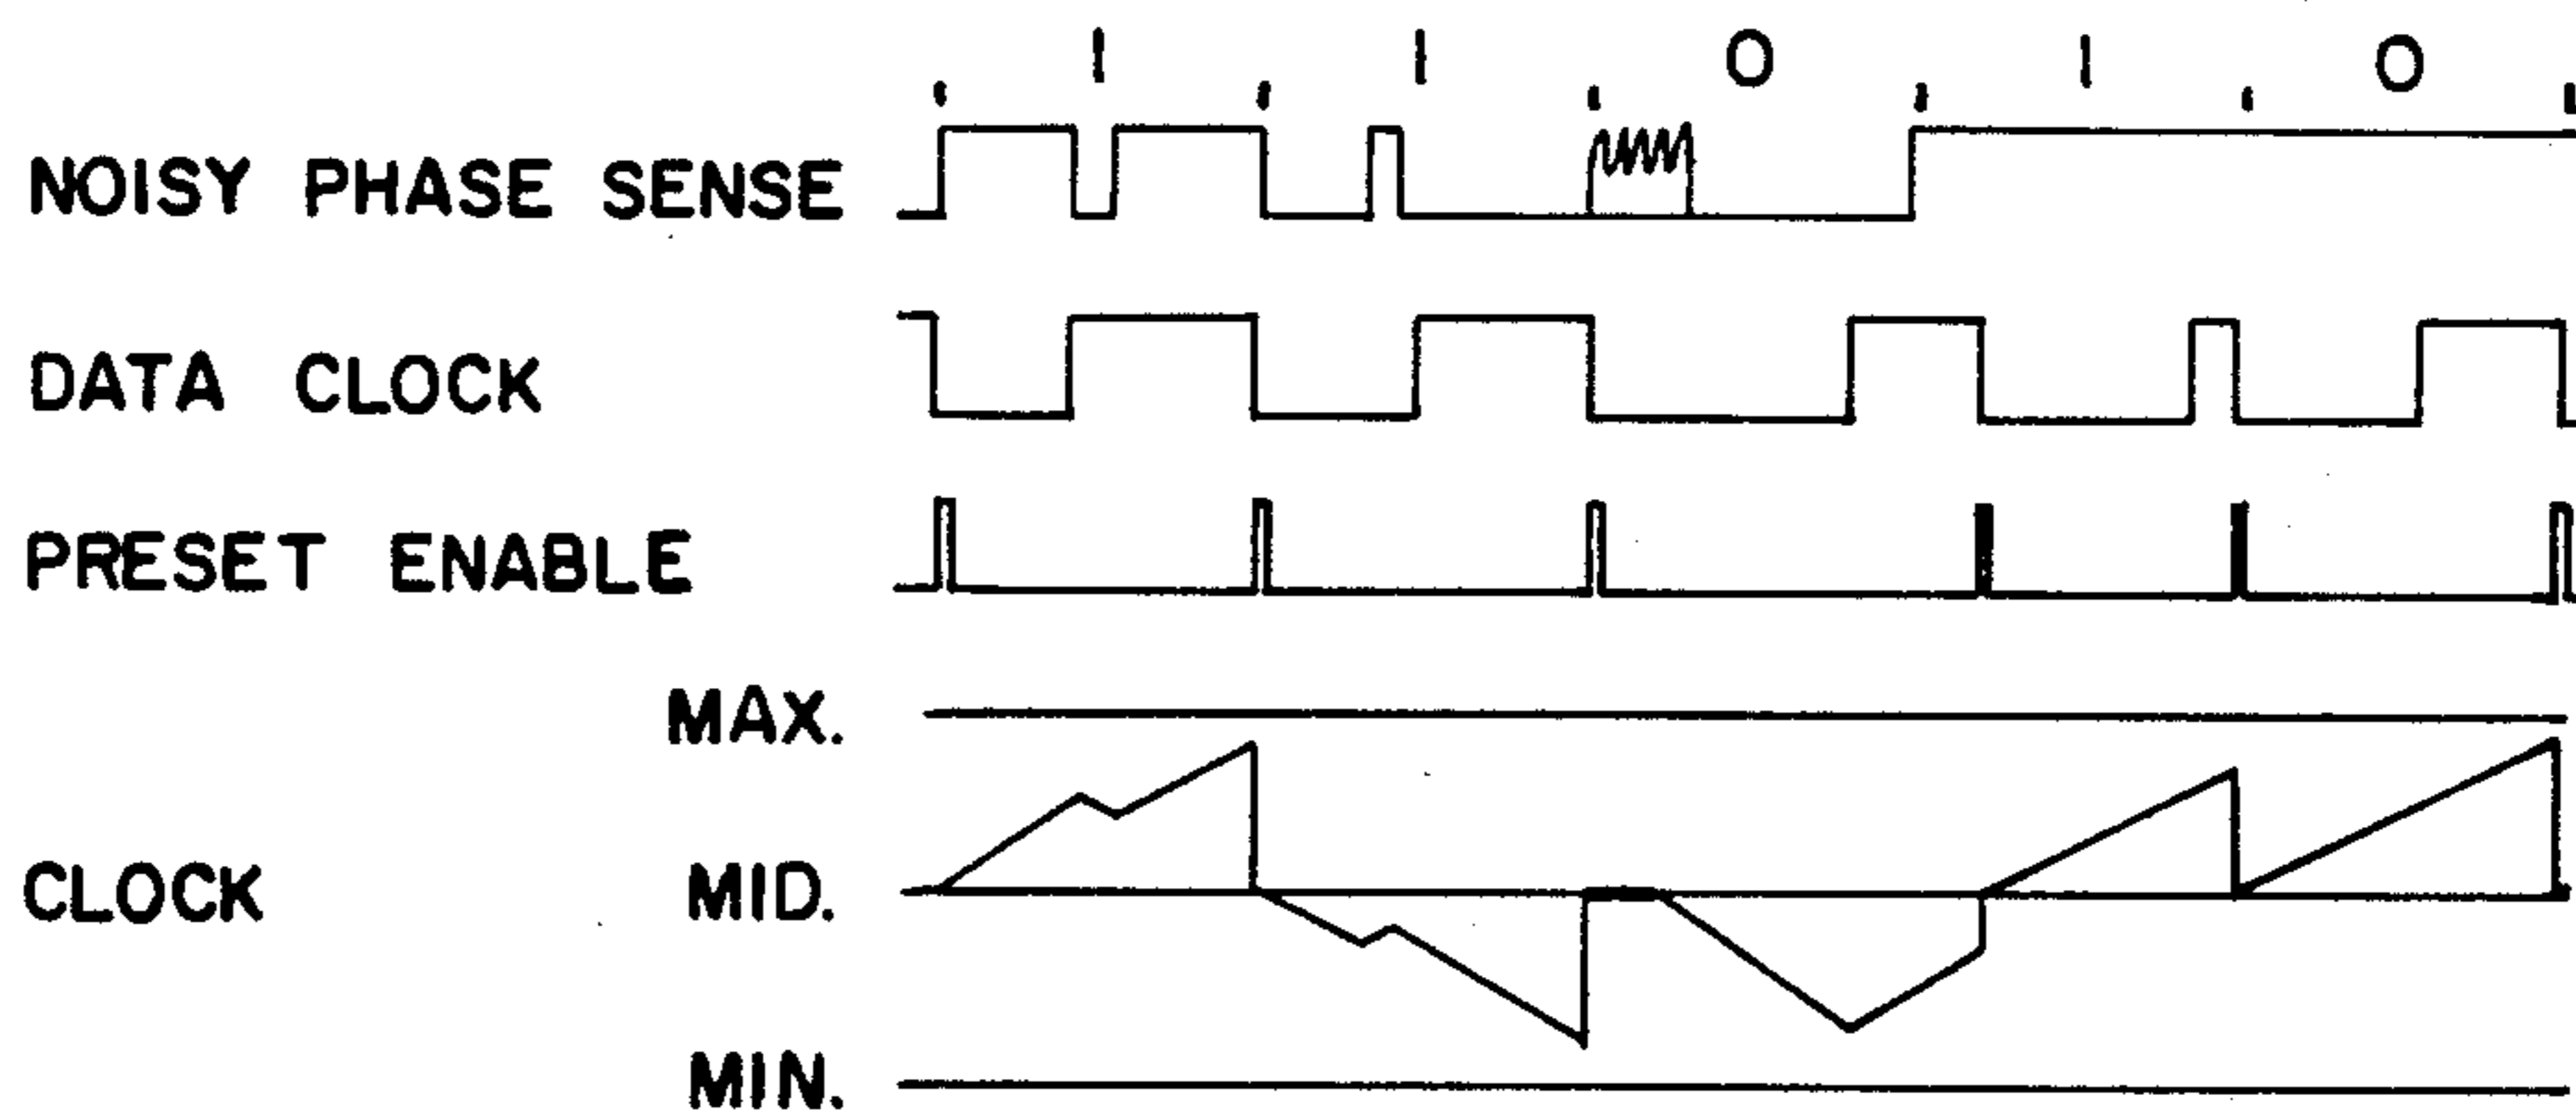 1 1 0 1 0
NOISY PHASE SENSE
DATA CLOCK
PRESET ENABLE
MAX.
CLOCK MID.
MIN.